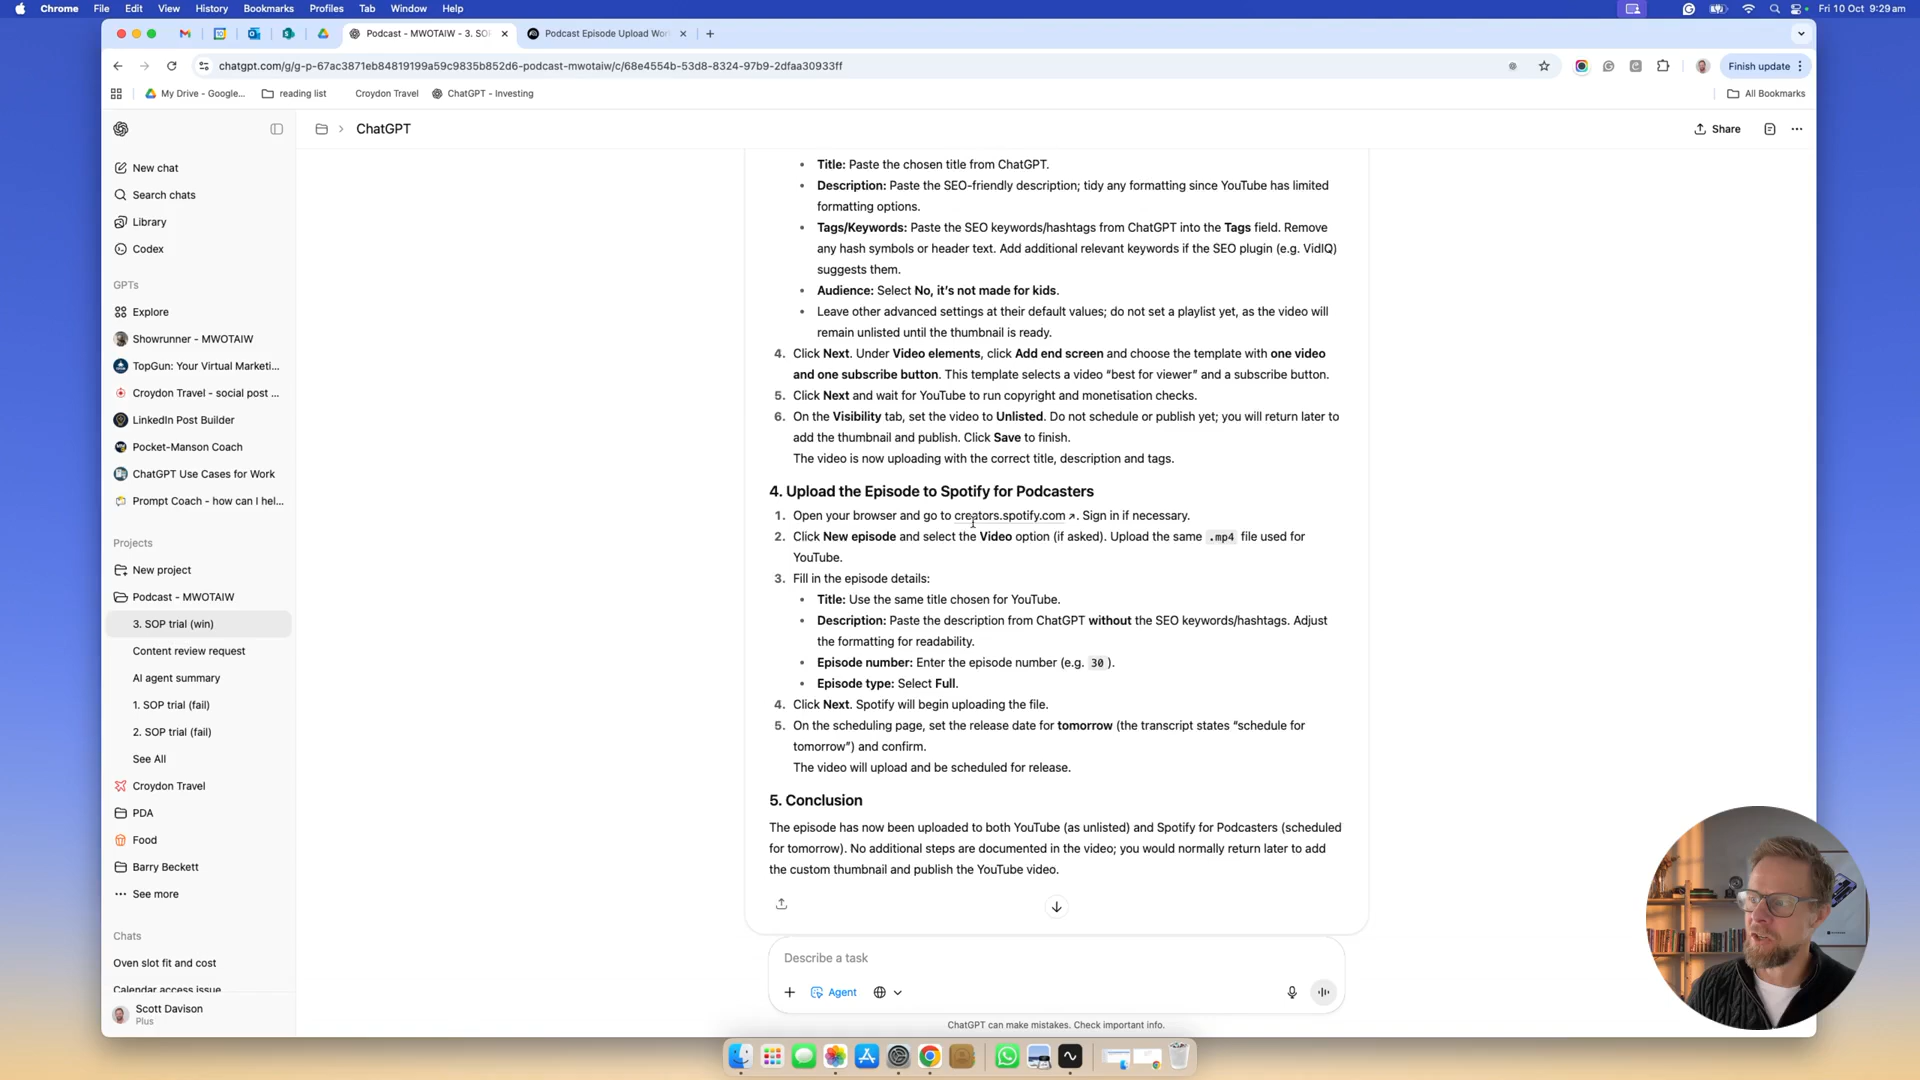 Chrome File Edit View History Bookmarks Profiles Tab Window Help
Fri 10 Oct 9:29 am
Podcast - MWOTAIW - 3. SO
Podcast Episode Upload Wor
chatgpt.com/g/g-p-67ac3871eb84819199a59c9835b852d6-podcast-mwotaiw/c/68e4554b-53d8-8324-97b9-2dfaa30933ff
Finish update
My Drive - Google...
reading list
Croydon Travel
ChatGPT - Investing
All Bookmarks
ChatGPT
Share
New chat
Search chats
Library
Codex
GPTs
Explore
Showrunner - MWOTAIW
TopGun: Your Virtual Marketi...
Croydon Travel - social post ...
LinkedIn Post Builder
Pocket-Manson Coach
ChatGPT Use Cases for Work
Prompt Coach - how can I hel...
Projects
New project
Podcast - MWOTAIW
3. SOP trial (win)
Content review request
AI agent summary
1. SOP trial (fail)
2. SOP trial (fail)
See All
Croydon Travel
PDA
Food
Barry Beckett
See more
Chats
Oven slot fit and cost
Calendar access issue
Scott Davison
Plus
• Title: Paste the chosen title from ChatGPT.
• Description: Paste the SEO-friendly description; tidy any formatting since YouTube has limited
formatting options.
• Tags/Keywords: Paste the SEO keywords/hashtags from ChatGPT into the Tags field. Remove
any hash symbols or header text. Add additional relevant keywords if the SEO plugin (e.g. VidIQ)
suggests them.
• Audience: Select No, it’s not made for kids.
• Leave other advanced settings at their default values; do not set a playlist yet, as the video will
remain unlisted until the thumbnail is ready.
4. Click Next. Under Video elements, click Add end screen and choose the template with one video
and one subscribe button. This template selects a video “best for viewer” and a subscribe button.
5. Click Next and wait for YouTube to run copyright and monetisation checks.
6. On the Visibility tab, set the video to Unlisted. Do not schedule or publish yet; you will return later to
add the thumbnail and publish. Click Save to finish.
The video is now uploading with the correct title, description and tags.
4. Upload the Episode to Spotify for Podcasters
1. Open your browser and go to creators.spotify.com ↗. Sign in if necessary.
2. Click New episode and select the Video option (if asked). Upload the same .mp4 file used for
YouTube.
3. Fill in the episode details:
• Title: Use the same title chosen for YouTube.
• Description: Paste the description from ChatGPT without the SEO keywords/hashtags. Adjust
the formatting for readability.
• Episode number: Enter the episode number (e.g. 30 ).
• Episode type: Select Full.
4. Click Next. Spotify will begin uploading the file.
5. On the scheduling page, set the release date for tomorrow (the transcript states “schedule for
tomorrow”) and confirm.
The video will upload and be scheduled for release.
5. Conclusion
The episode has now been uploaded to both YouTube (as unlisted) and Spotify for Podcasters (scheduled
for tomorrow). No additional steps are documented in the video; you would normally return later to add
the custom thumbnail and publish the YouTube video.
Describe a task
Agent
ChatGPT can make mistakes. Check important info.